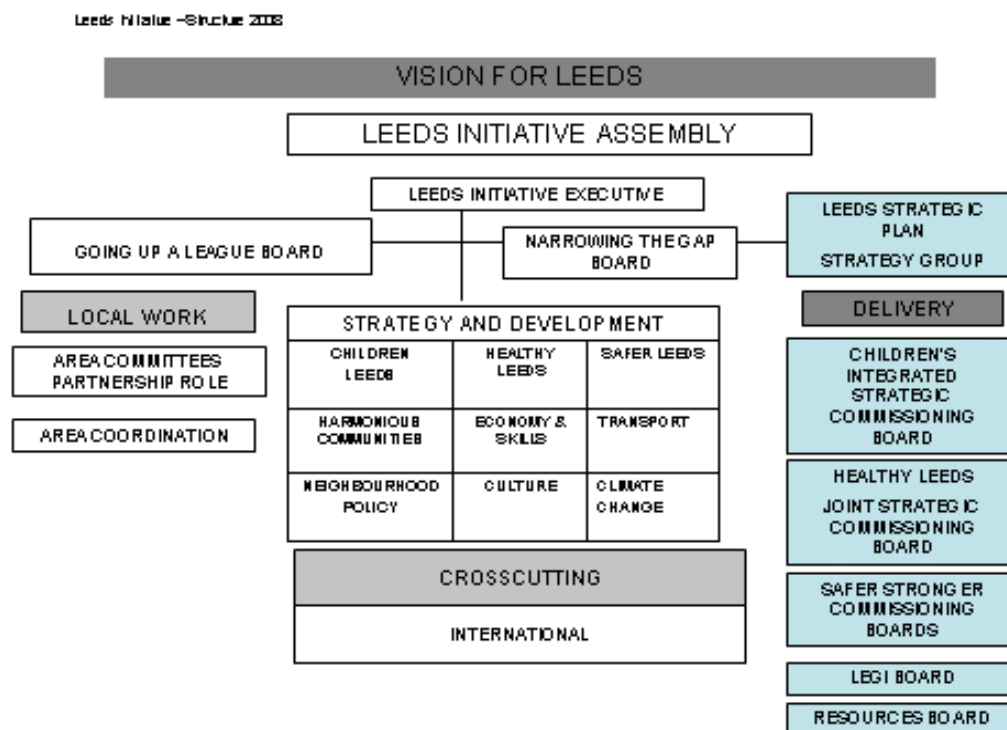 Leeds Initiative – Structure 2008
VISION FOR LEEDS
LEEDS INITIATIVE ASSEMBLY
LEEDS INITIATIVE EXECUTIVE
GOING UP A LEAGUE BOARD
NARROWING THE GAP
BOARD
LEEDS STRATEGIC
PLAN
STRATEGY GROUP
LOCAL WORK
AREA COMMITTEES
PARTNERSHIP ROLE
AREA COORDINATION
STRATEGY AND DEVELOPMENT
CHILDREN
LEEDS
HEALTHY
LEEDS
SAFER LEEDS
HARMONIOUS
COMMUNITIES
ECONOMY &
SKILLS
TRANSPORT
NEIGHBOURHOOD
POLICY
CULTURE
CLIMATE
CHANGE
CROSSCUTTING
INTERNATIONAL
DELIVERY
CHILDREN'S
INTEGRATED
STRATEGIC
COMMISSIONING
BOARD
HEALTHY LEEDS
JOINT STRATEGIC
COMMISSIONING
BOARD
SAFER STRONGER
COMMISSIONING
BOARDS
LEGI BOARD
RESOURCES BOARD